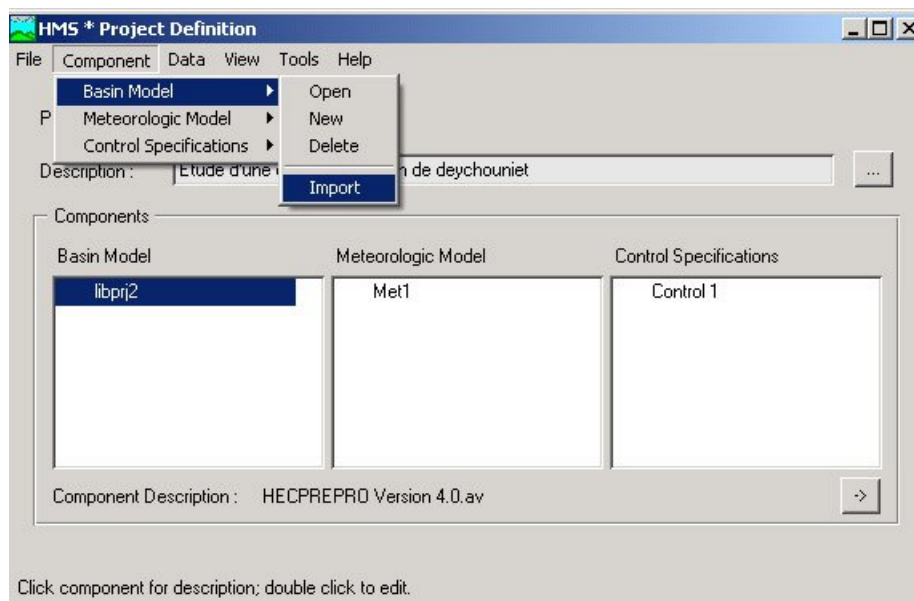 HMS * Project Definition
File Component Data View Tools Help
Basin Model Open
P Meteorologic Model New
Control Specifications Delete
Description : Etude d'une n de deychouniet ...
Import
Components
Basin Model Meteorologic Model Control Specifications
libprj2 Met1 Control 1
Component Description : HECPREPRO Version 4.0.av ->
Click component for description; double click to edit.